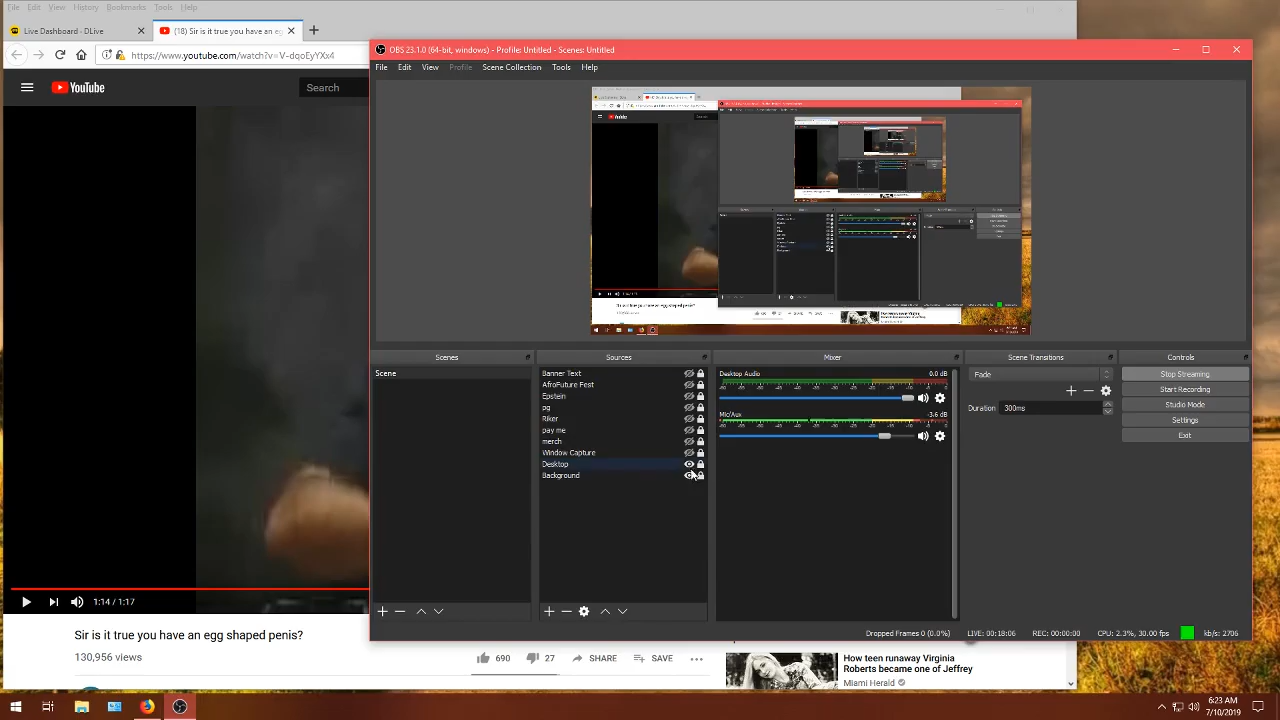 File Edit View History Bookmarks Tools Help
Live Dashboard - DLive
(18) Sir is it true you have an eg
https://www.youtube.com/watch?v=V-dqoEyYXx4
YouTube
Search
1:14 / 1:17
Sir is it true you have an egg shaped penis?
130,956 views
690 27 SHARE SAVE
How teen runaway Virginia
Roberts became one of Jeffrey
Miami Herald
OBS 23.1.0 (64-bit, windows) - Profile: Untitled - Scenes: Untitled
File Edit View Profile Scene Collection Tools Help
Scenes
Scene
Sources
Banner Text
AfroFuture Fest
Epstein
pg
Riker
pay me
merch
Window Capture
Desktop
Background
Mixer
Desktop Audio 0.0 dB
Mic/Aux -3.6 dB
Scene Transitions
Fade
Duration 300ms
Controls
Stop Streaming
Start Recording
Studio Mode
Settings
Exit
Dropped Frames 0 (0.0%) LIVE: 00:18:06 REC: 00:00:00 CPU: 2.3%, 30.00 fps kb/s: 2706
6:23 AM
7/10/2019